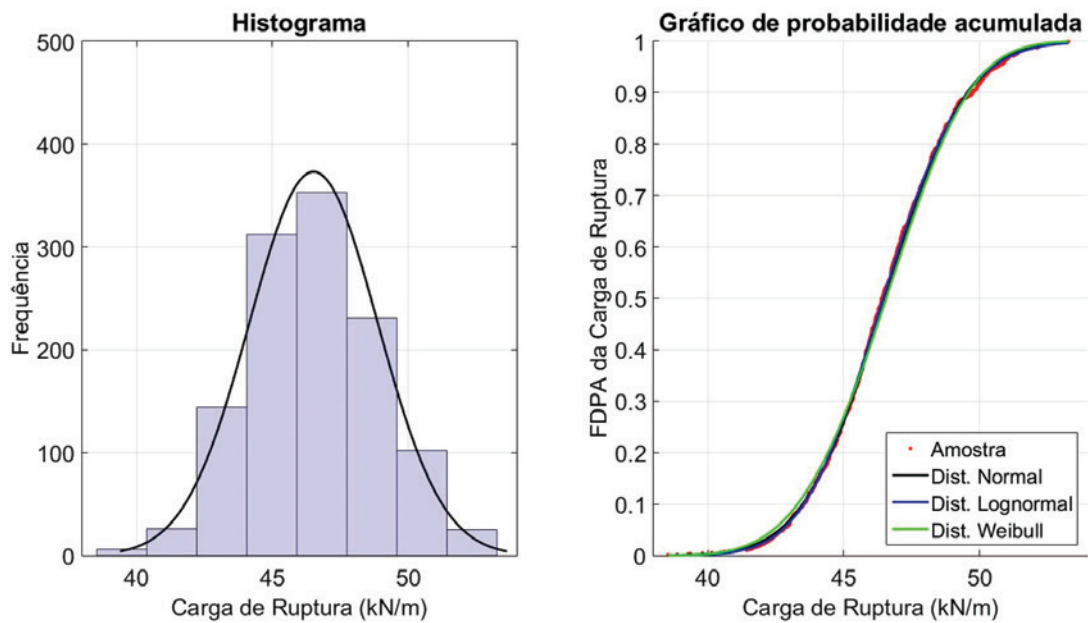 Histograma
500
400
300
200
100
0
Frequência
40
45
50
Carga de Ruptura (kN/m)
Gráfico de probabilidade acumulada
1
0.9
0.8
0.7
0.6
0.5
0.4
0.3
0.2
0.1
0
FDPA da Carga de Ruptura
Amostra
Dist. Normal
Dist. Lognormal
Dist. Weibull
40
45
50
Carga de Ruptura (kN/m)